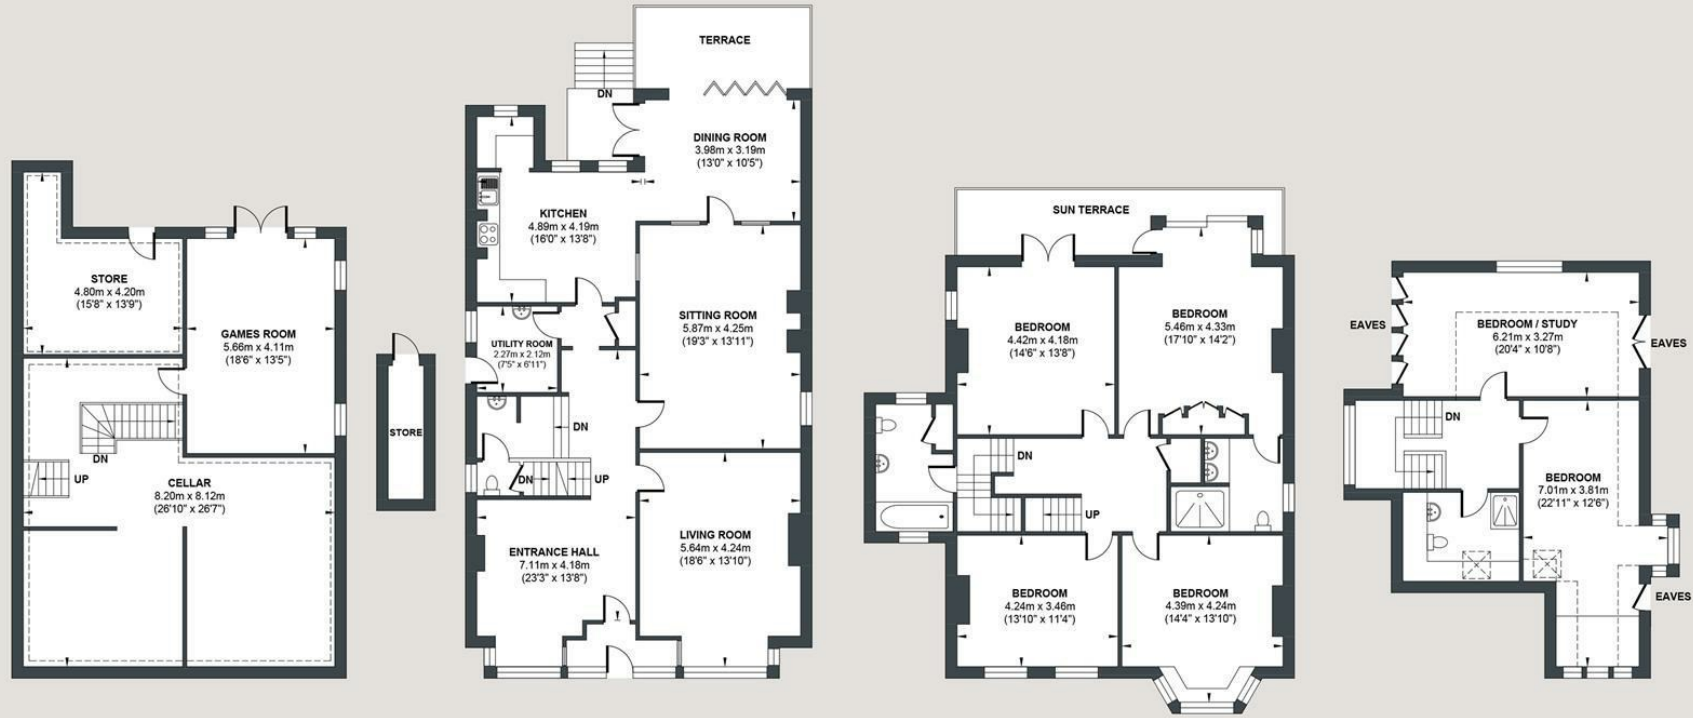 STORE
4.80m x 4.20m
(15'8" x 13'9")
GAMES ROOM
5.66m x 4.11m
(18'6" x 13'5")
DN
UP
CELLAR
8.20m x 8.12m
(26'10" x 26'7")
STORE
TERRACE
DN
DINING ROOM
3.98m x 3.19m
(13'0" x 10'5")
KITCHEN
4.89m x 4.19m
(16'0" x 13'8")
SITTING ROOM
5.87m x 4.25m
(19'3" x 13'11")
UTILITY ROOM
2.27m x 2.12m
(7'5" x 6'11")
DN
DN
UP
ENTRANCE HALL
7.11m x 4.18m
(23'3" x 13'8")
LIVING ROOM
5.64m x 4.24m
(18'6" x 13'10")
SUN TERRACE
BEDROOM
4.42m x 4.18m
(14'6" x 13'8")
BEDROOM
5.46m x 4.33m
(17'10" x 14'2")
DN
UP
BEDROOM
4.24m x 3.46m
(13'10" x 11'4")
BEDROOM
4.39m x 4.24m
(14'4" x 13'10")
EAVES
BEDROOM / STUDY
6.21m x 3.27m
(20'4" x 10'8")
EAVES
DN
BEDROOM
7.01m x 3.81m
(22'11" x 12'6")
EAVES